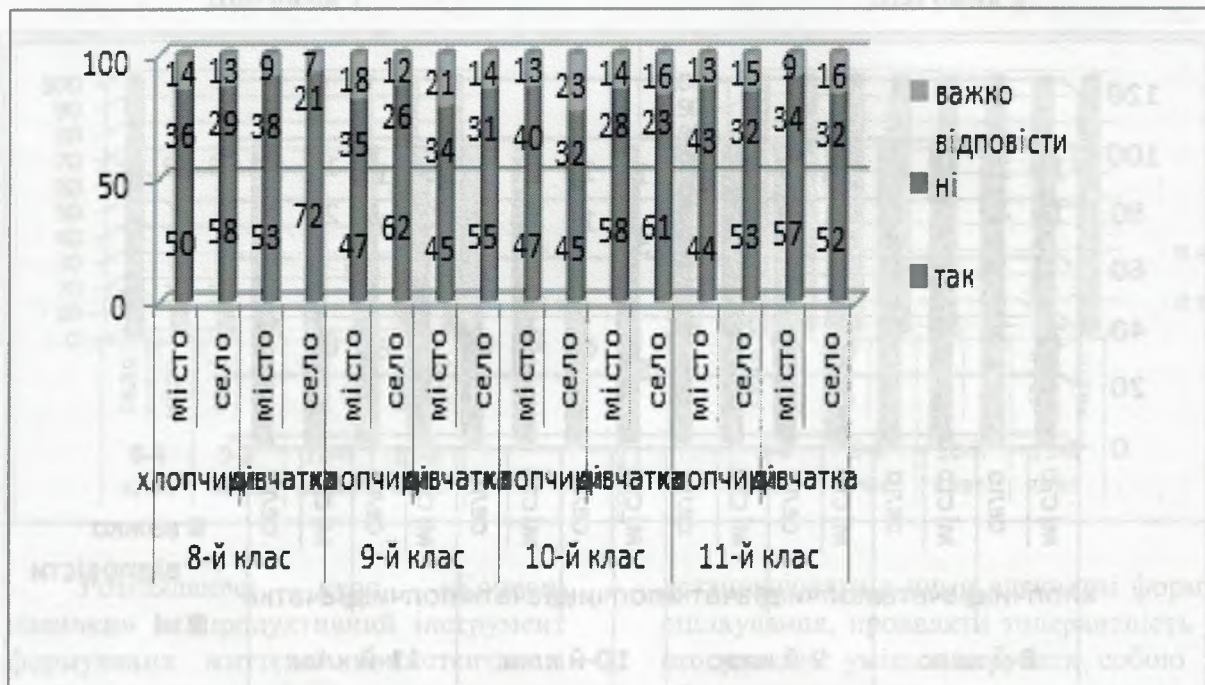 100
14 13 9 7 18 12 21 14 13 23 14 16 13 15 9 16
36 29 38 21 35 26 34 31 40 32 28 23 43 32 34 32
50
50 58 53 72 47 62 45 55 47 45 58 61 44 53 57 52
0
місто село місто село місто село місто село місто село місто село місто село місто село
хлопчики дівчатка хлопчики дівчатка хлопчики дівчатка хлопчики дівчатка
8-й клас 9-й клас 10-й клас 11-й клас
важко
відповісти
ні
так